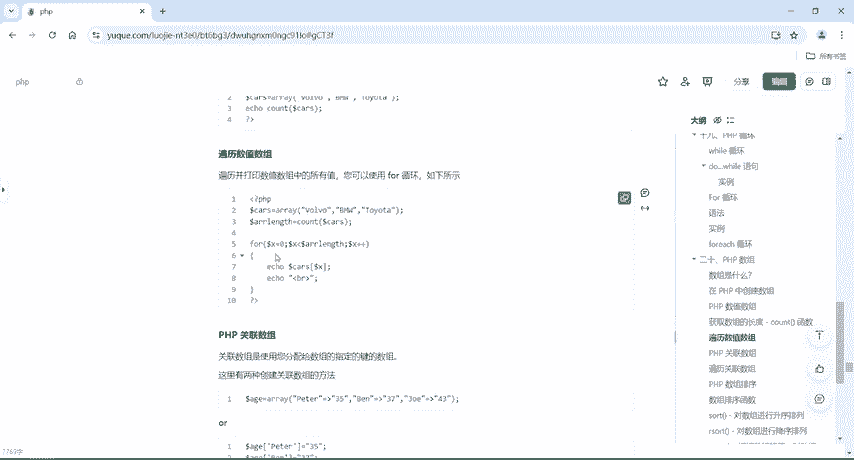 php
yuque.com/luojie-nt3e0/bt6bg3/dwuhgnxm0ngc91lo#gCT3f
所有书签
php
分享
编辑
2 $cars=array("Volvo","BMW","Toyota");
3 echo count($cars);
4 ?>
遍历数值数组
遍历并打印数值数组中的所有值，您可以使用 for 循环，如下所示
1 <?php
2 $cars=array("Volvo","BMW","Toyota");
3 $arrlength=count($cars);
4
5 for($x=0;$x<$arrlength;$x++)
6 {
7 echo $cars[$x];
8 echo "<br>";
9 }
10 ?>
PHP 关联数组
关联数组是使用您分配给数组的指定的键的数组。
这里有两种创建关联数组的方法
1 $age=array("Peter"=>"35","Ben"=>"37","Joe"=>"43");
or
1 $age['Peter']="35";
2 $age['Ben']="37";
大纲
十九、PHP 循环
while 循环
do...while 语句
实例
For 循环
语法
实例
foreach 循环
二十、PHP 数组
数组是什么?
在 PHP 中创建数组
PHP 数值数组
获取数组的长度 - count() 函数
遍历数值数组
PHP 关联数组
遍历关联数组
PHP 数组排序
数组排序函数
sort() - 对数组进行升序排列
rsort() - 对数组进行降序排列
7769字